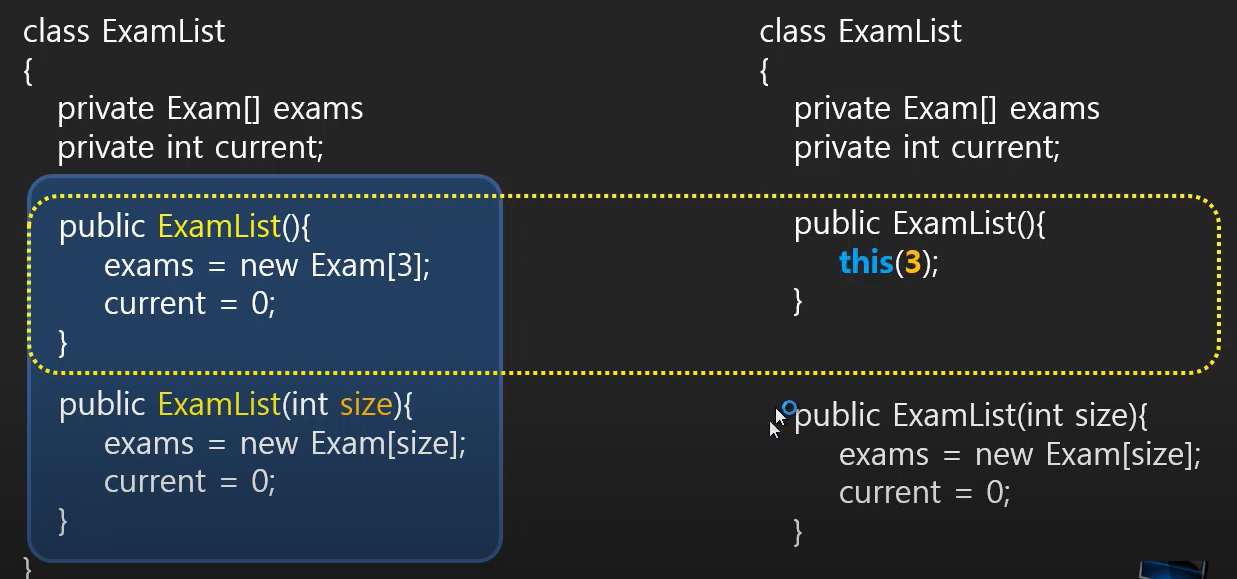 class ExamList
{
private Exam[] exams
private int current;
public ExamList(){
exams = new Exam[3];
current = 0;
}
public ExamList(int size){
exams = new Exam[size];
current = 0;
}
}
class ExamList
{
private Exam[] exams
private int current;
public ExamList(){
this(3);
}
public ExamList(int size){
exams = new Exam[size];
current = 0;
}